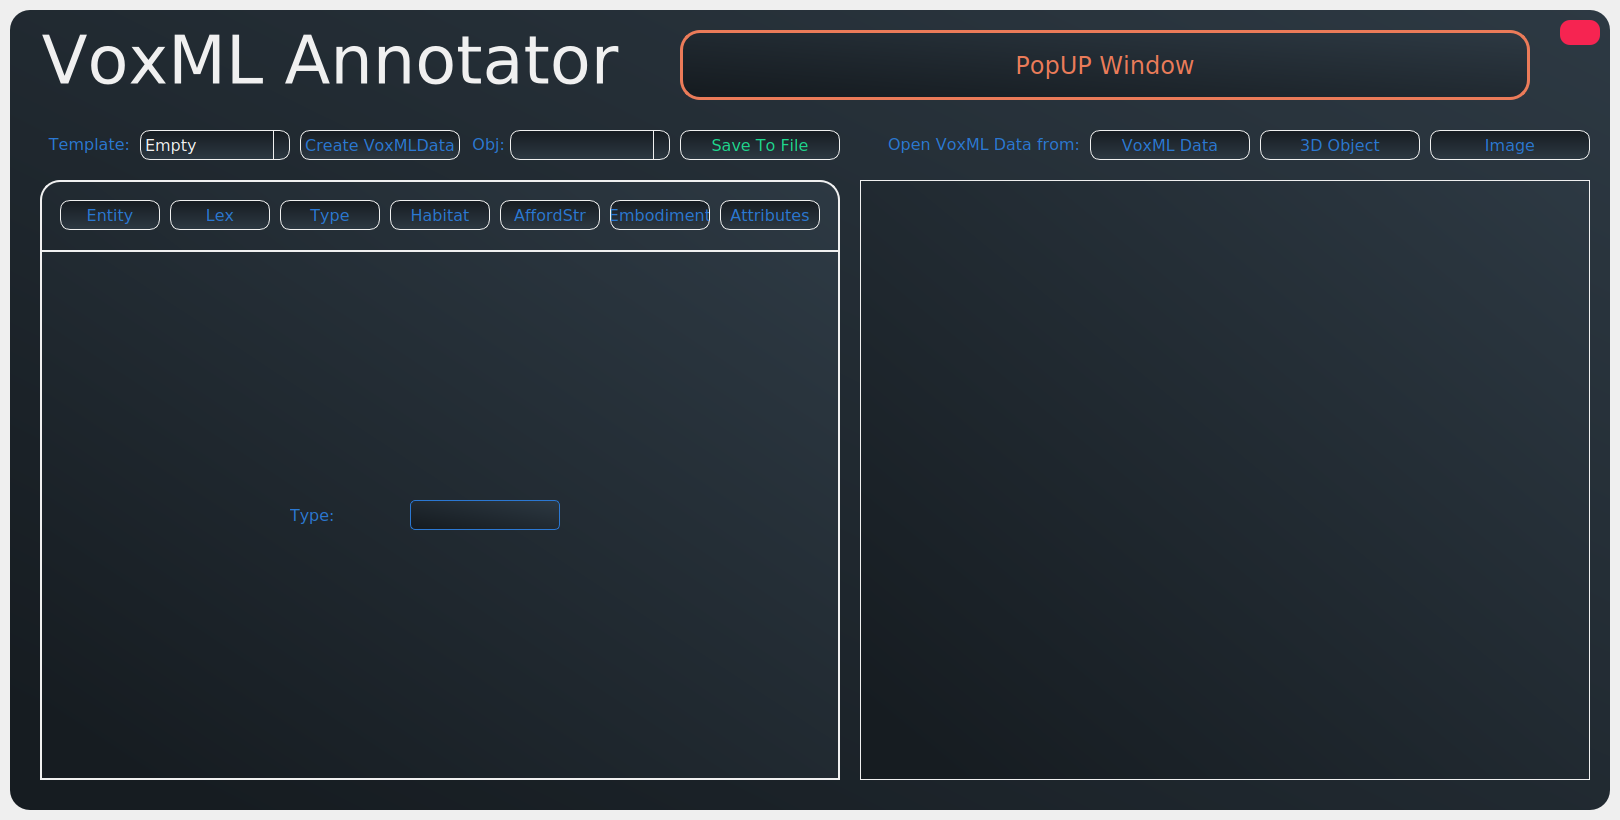 VoxML Annotator
PopUP Window
Template: Empty Create VoxMLData Obj: Save To File Open VoxML Data from: VoxML Data 3D Object Image
Entity Lex Type Habitat AffordStr Embodiment Attributes
Type: